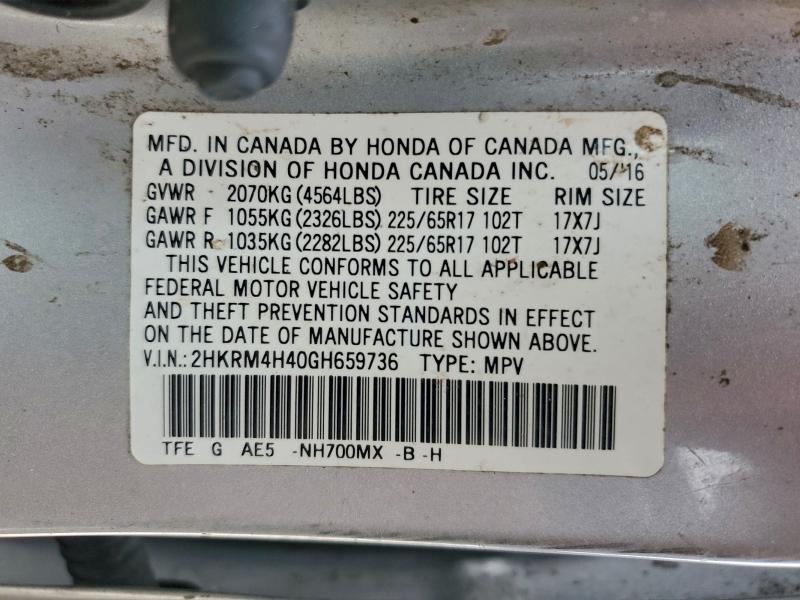 MFD. IN CANADA BY HONDA OF CANADA MFG.,
A DIVISION OF HONDA CANADA INC. 05/16
GVWR 2070KG (4564LBS) TIRE SIZE RIM SIZE
GAWR F 1055KG (2326LBS) 225/65R17 102T 17X7J
GAWR R 1035KG (2282LBS) 225/65R17 102T 17X7J
THIS VEHICLE CONFORMS TO ALL APPLICABLE
FEDERAL MOTOR VEHICLE SAFETY
AND THEFT PREVENTION STANDARDS IN EFFECT
ON THE DATE OF MANUFACTURE SHOWN ABOVE.
V.I.N.: 2HKRM4H40GH659736 TYPE: MPV
TFE G AE5 -NH700MX -B -H